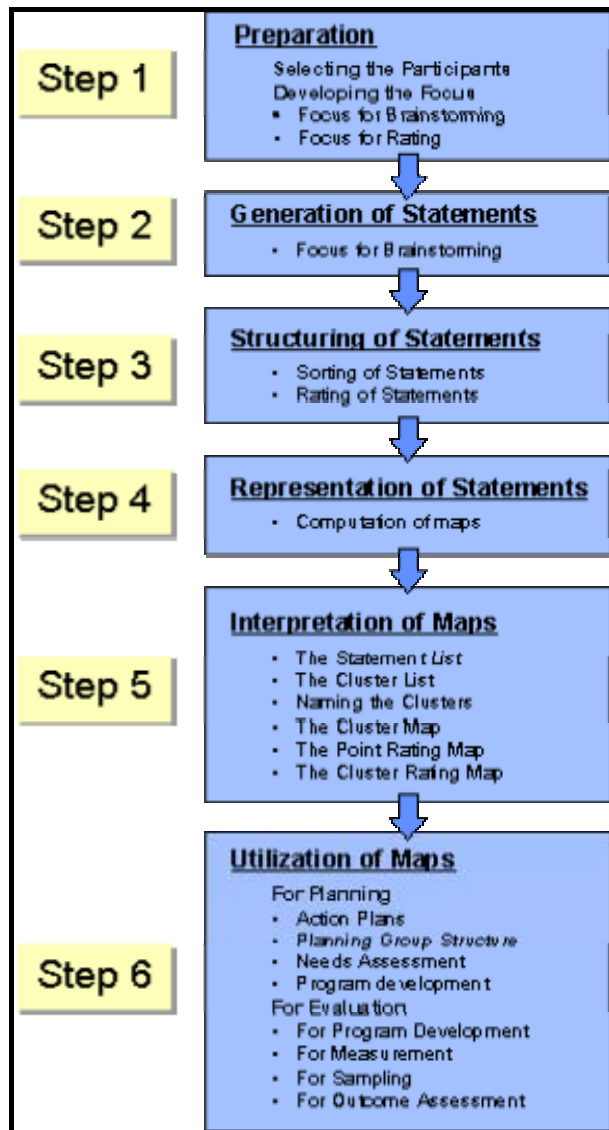 Step 1
Preparation
Selecting the Participants
Developing the Focus
• Focus for Brainstorming
• Focus for Rating
Step 2
Generation of Statements
• Focus for Brainstorming
Step 3
Structuring of Statements
• Sorting of Statements
• Rating of Statements
Step 4
Representation of Statements
• Computation of maps
Step 5
Interpretation of Maps
• The Statement List
• The Cluster List
• Naming the Clusters
• The Cluster Map
• The Point Rating Map
• The Cluster Rating Map
Step 6
Utilization of Maps
For Planning
• Action Plans
• Planning Group Structure
• Needs Assessment
• Program development
For Evaluation
• For Program Development
• For Measurement
• For Sampling
• For Outcome Assessment